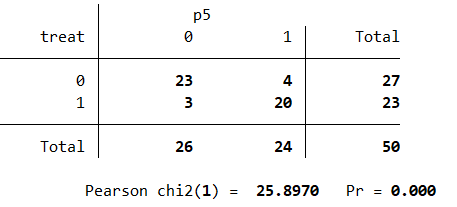 p5
treat 0 1 Total
0 23 4 27
1 3 20 23
Total 26 24 50
Pearson chi2(1) = 25.8970 Pr = 0.000